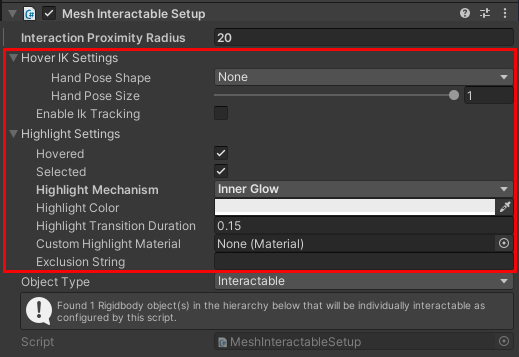 Mesh Interactable Setup
Interaction Proximity Radius 20
Hover IK Settings
Hand Pose Shape None
Hand Pose Size 1
Enable Ik Tracking
Highlight Settings
Hovered
Selected
Highlight Mechanism Inner Glow
Highlight Color
Highlight Transition Duration 0.15
Custom Highlight Material None (Material)
Exclusion String
Object Type Interactable
Found 1 Rigidbody object(s) in the hierarchy below that will be individually interactable as
configured by this script.
Script MeshInteractableSetup